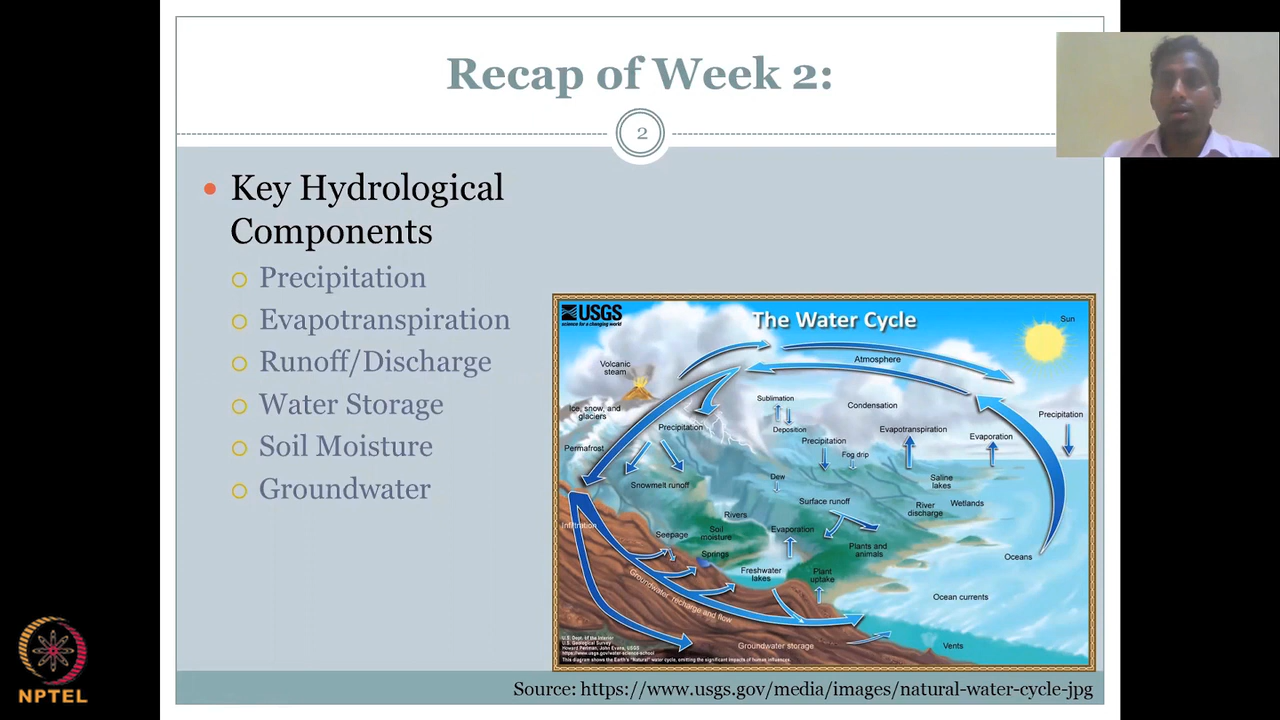 Recap of Week 2:
2
Key Hydrological
Components
Precipitation
Evapotranspiration
Runoff/Discharge
Water Storage
Soil Moisture
Groundwater
USGS
science for a changing world
The Water Cycle
Sun
Atmosphere
Volcanic
steam
Ice, snow, and
glaciers
Sublimation
Condensation
Precipitation
Deposition
Precipitation
Evapotranspiration
Evaporation
Precipitation
Permafrost
Fog drip
Snowmelt runoff
Dew
Saline
lakes
Surface runoff
River
discharge
Wetlands
Rivers
Infiltration
Seepage
Soil
moisture
Evaporation
Springs
Plants and
animals
Oceans
Freshwater
lakes
Plant
uptake
Groundwater recharge and flow
Ocean currents
Groundwater storage
Vents
U.S. Dept. of the Interior
U.S. Geological Survey
Howard Perlman, John Evans, USGS
https://www.usgs.gov/water-science-school
This diagram shows the Earth's "Natural" water cycle, omitting the significant impacts of human influences.
Source: https://www.usgs.gov/media/images/natural-water-cycle-jpg
NPTEL